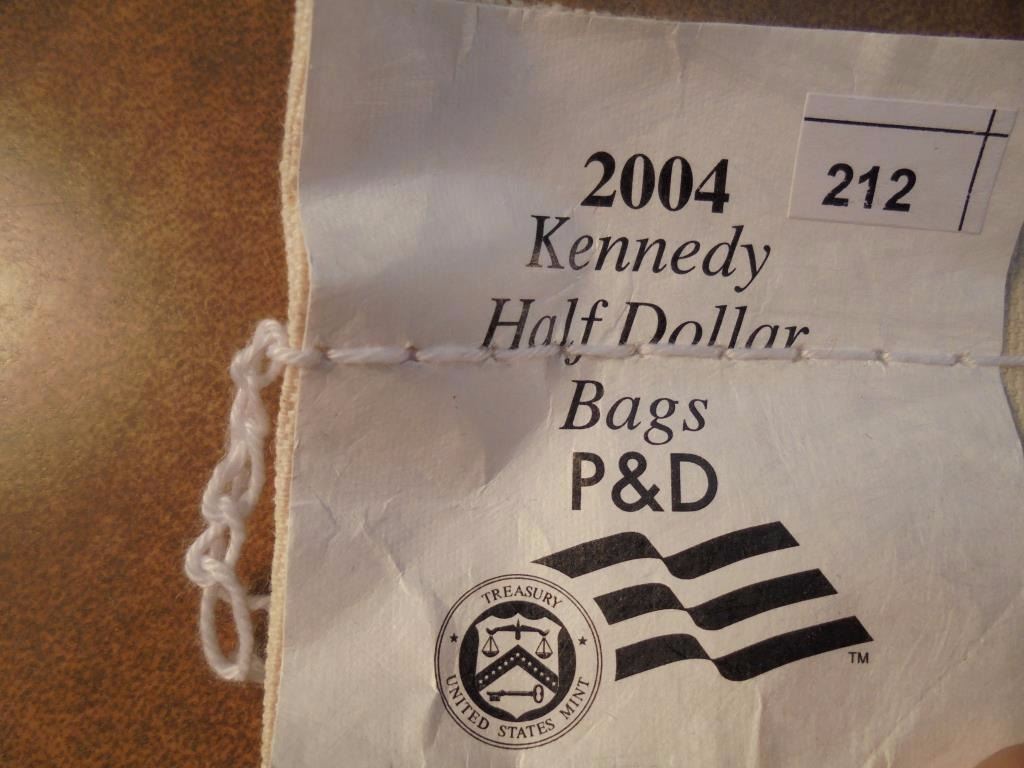 2004
212
Kennedy
Half Dollar
Bags
P&D
TREASURY
UNITED STATES MINT
TM